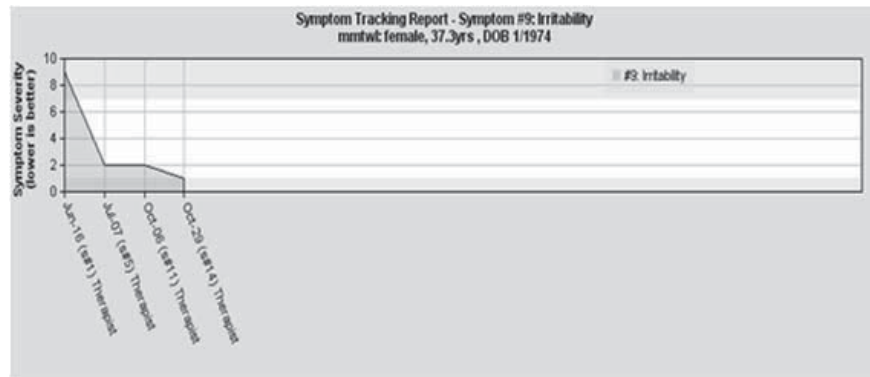 Symptom Tracking Report - Symptom #9: Irritability
mmtwl: female, 37.3yrs , DOB 1/1974
#9: Irritablity
Symptom Severity
(lower is better)
10
8
6
4
2
0
Jun-16 (s#1) Therapist
Jul-07 (s#5) Therapist
Oct-06 (s#11) Therapist
Oct-29 (s#14) Therapist